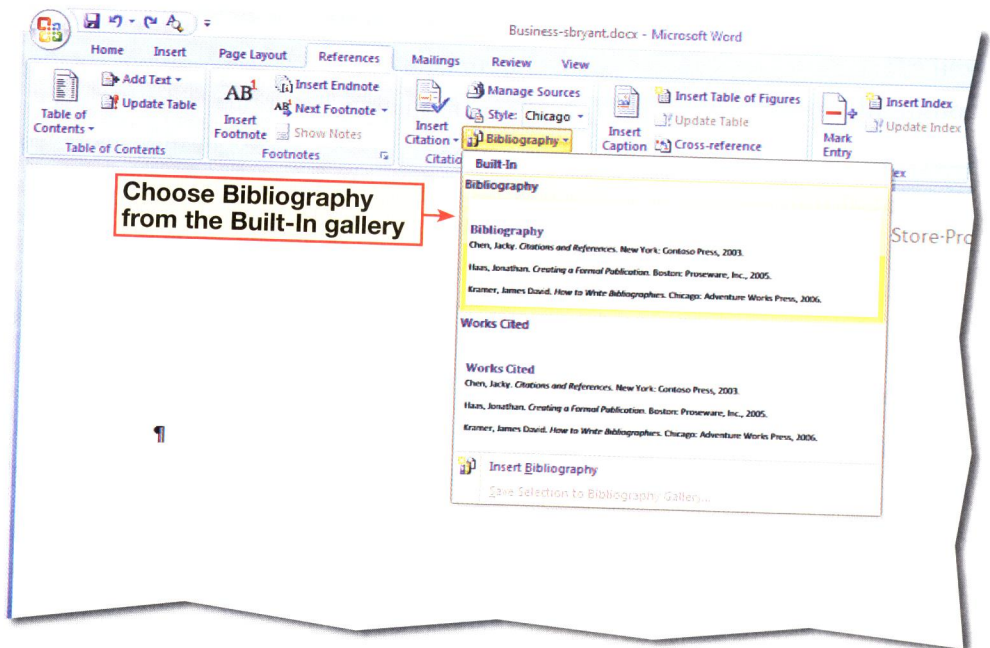 Business-sbryant.docx - Microsoft Word
Home Insert Page Layout References Mailings Review View
Table of Contents
Add Text
Update Table
Table of Contents
AB1
Insert Footnote
Insert Endnote
AB1 Next Footnote
Show Notes
Footnotes
Insert Citation
Manage Sources
Style: Chicago
Bibliography
Citatio
Insert Caption
Insert Table of Figures
Update Table
Cross-reference
Mark Entry
Insert Index
Update Index
ex
Choose Bibliography
from the Built-In gallery
Built-In
Bibliography
Bibliography
Chen, Jacky. Citations and References. New York: Contoso Press, 2003.
Haas, Jonathan. Creating a Formal Publication. Boston: Proseware, Inc., 2005.
Kramer, James David. How to Write Bibliographies. Chicago: Adventure Works Press, 2006.
Works Cited
Works Cited
Chen, Jacky. Citations and References. New York: Contoso Press, 2003.
Haas, Jonathan. Creating a Formal Publication. Boston: Proseware, Inc., 2005.
Kramer, James David. How to Write Bibliographies. Chicago: Adventure Works Press, 2006.
Insert Bibliography
Save Selection to Bibliography Gallery...
Store-Pro
¶